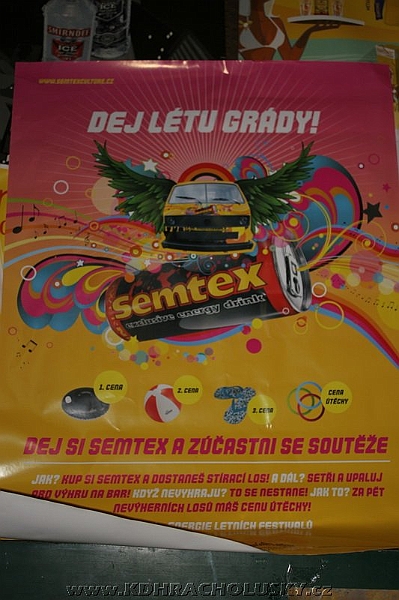 SMIRNOFF
ICE
ICE
WWW.SEMTEXCULTURE.CZ
DEJ LÉTU GRÁDY!
semtex
exclusive energy drink
1. CENA
2. CENA
3. CENA
CENA
ÚTĚCHY
DEJ SI SEMTEX A ZÚČASTNI SE SOUTĚŽE
JAK? KUP SI SEMTEX A DOSTANEŠ STÍRACÍ LOS! A DÁL? SETŘI A UPALUJ
PRO VÝHRU NA BAR! KDYŽ NEVYHRAJU? TO SE NESTANE! JAK TO? ZA PĚT
NEVÝHERNÍCH LOSŮ MÁŠ CENU ÚTĚCHY!
ENERGIE LETNÍCH FESTIVALŮ
WWW.KDHRACHOLUSKY.CZ